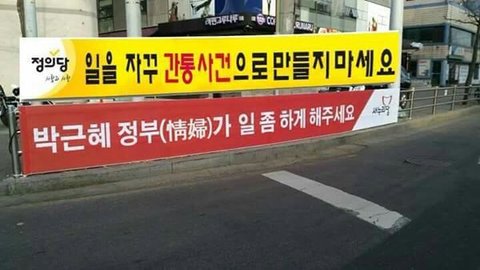 정의당
일을 자꾸 간통사건으로만들지마세요
박근혜 정부(情婦)가 일 좀 하게 해주세요
새누리당